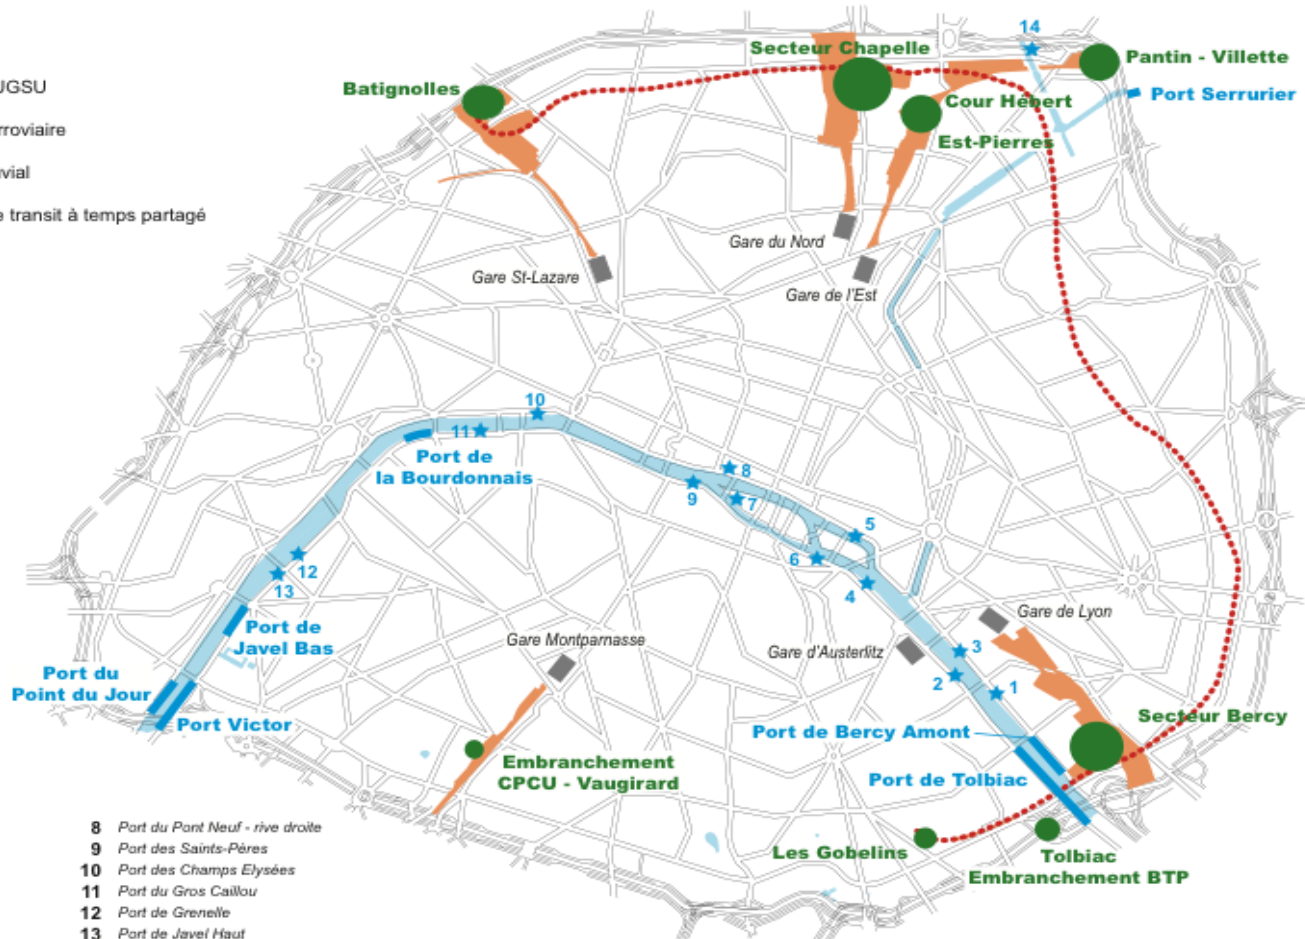 14
Secteur Chapelle
Pantin - Villette
UGSU
Batignolles
Port Serrurier
Cour Hébert
ferroviaire
Est-Pierres
transit à temps partagé
Gare du Nord
Gare St-Lazare
Gare de l'Est
10
11
Port de
la Bourdonnais
8
9
7
5
6
12
4
13
Gare de Lyon
Port de
Javel Bas
Gare Montparnasse
Gare d'Austerlitz
3
Port du
Point du Jour
2
1
Port Victor
Secteur Bercy
Port de Bercy Amont
Embranchement
CPCU - Vaugirard
Port de Tolbiac
8 Port du Pont Neuf - rive droite
9 Port des Saints-Pères
Les Gobelins
Tolbiac
Embranchement BTP
10 Port des Champs Elysées
11 Port du Gros Caillou
12 Port de Grenelle
13 Port de Javel Haut